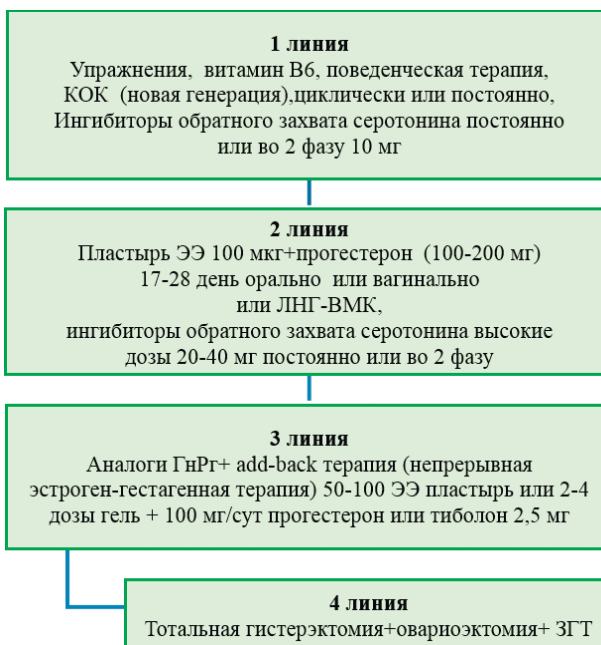 1 линия
Упражнения, витамин В6, поведенческая терапия,
КОК (новая генерация),циклически или постоянно,
Ингибиторы обратного захвата серотонина постоянно
или во 2 фазу 10 мг
2 линия
Пластырь ЭЭ 100 мкг+прогестерон (100-200 мг)
17-28 день орально или вагинально
или ЛНГ-ВМК,
ингибиторы обратного захвата серотонина высокие
дозы 20-40 мг постоянно или во 2 фазу
3 линия
Аналоги ГнРг+ add-back терапия (непрерывная
эстроген-гестагенная терапия) 50-100 ЭЭ пластырь или 2-4
дозы гель + 100 мг/сут прогестерон или тиболон 2,5 мг
4 линия
Тотальная гистерэктомия+овариоэктомия+ ЗГТ